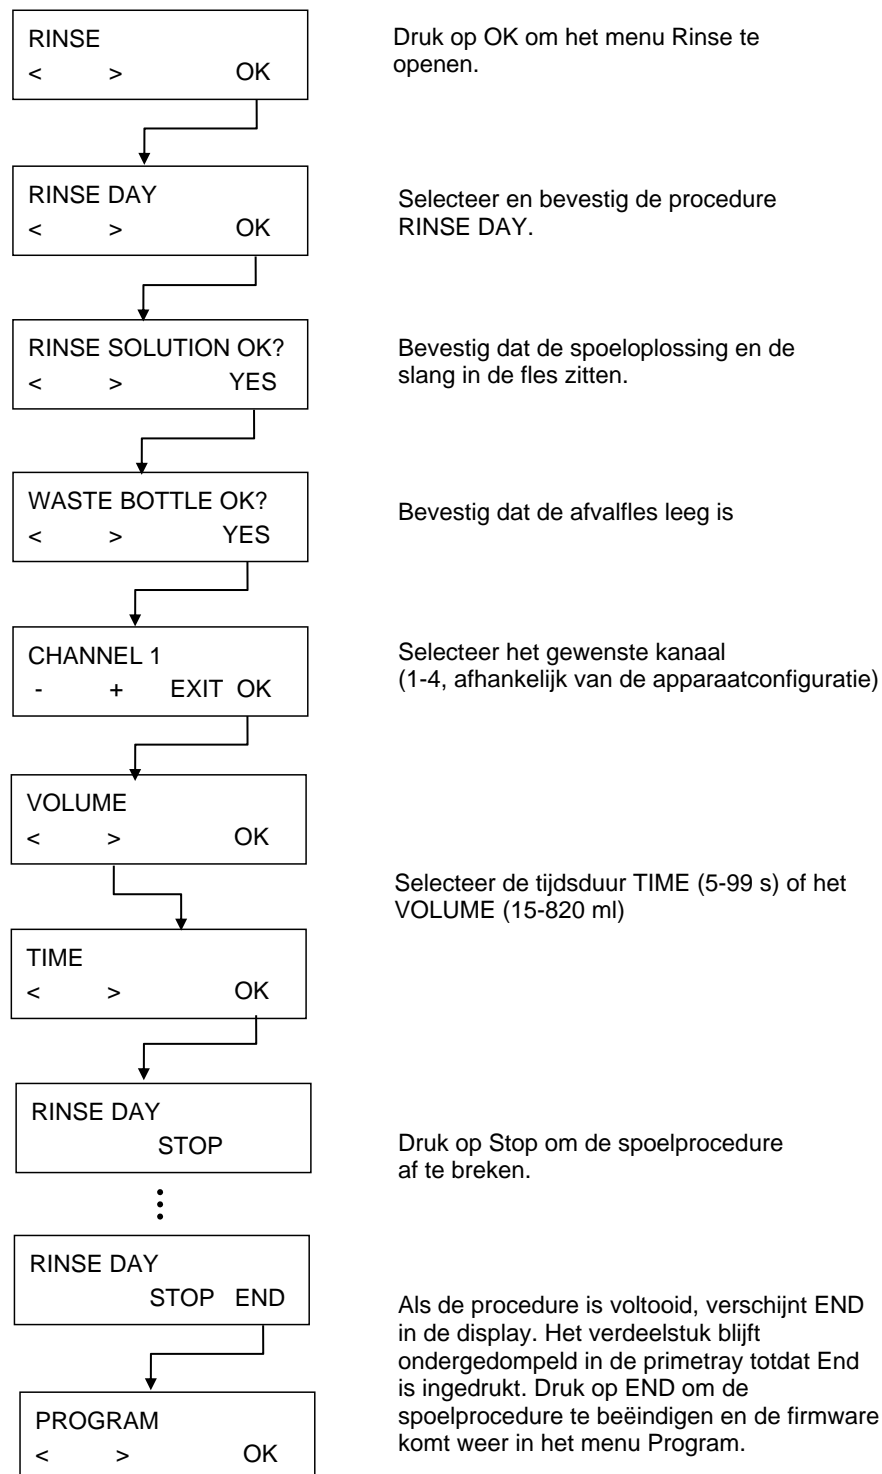 RINSE
< > OK
Druk op OK om het menu Rinse te
openen.
RINSE DAY
< > OK
Selecteer en bevestig de procedure
RINSE DAY.
RINSE SOLUTION OK?
< > YES
Bevestig dat de spoeloplossing en de
slang in de fles zitten.
WASTE BOTTLE OK?
< > YES
Bevestig dat de afvalfles leeg is
CHANNEL 1
- + EXIT OK
Selecteer het gewenste kanaal
(1-4, afhankelijk van de apparaatconfiguratie)
VOLUME
< > OK
Selecteer de tijdsduur TIME (5-99 s) of het
VOLUME (15-820 ml)
TIME
< > OK
RINSE DAY
STOP
Druk op Stop om de spoelprocedure
af te breken.
RINSE DAY
STOP END
Als de procedure is voltooid, verschijnt END
in de display. Het verdeelstuk blijft
ondergedompeld in de primetray totdat End
is ingedrukt. Druk op END om de
spoelprocedure te beëindigen en de firmware
komt weer in het menu Program.
PROGRAM
< > OK